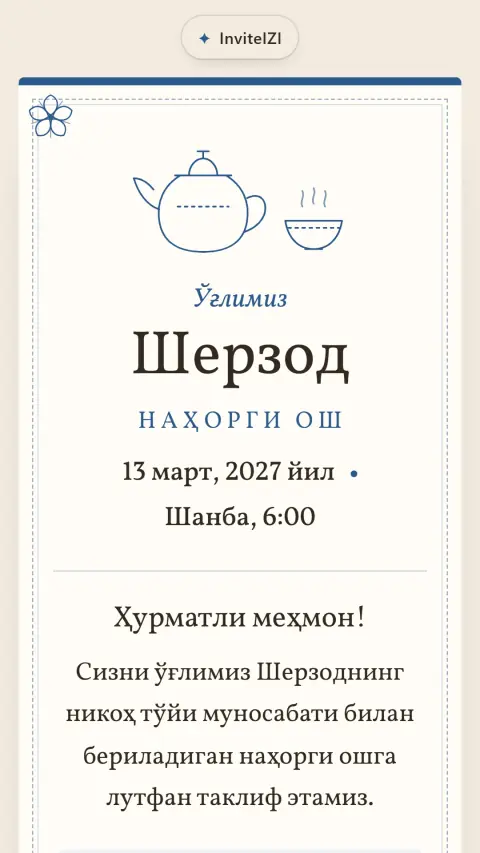 InviteIZI
Ўғлимиз
Шерзод
НАҲОРГИ ОШ
13 март, 2027 йил •
Шанба, 6:00
Ҳурматли меҳмон!
Сизни ўғлимиз Шерзоднинг
никоҳ тўйи муносабати билан
бериладиган наҳорги ошга
лутфан таклиф этамиз.